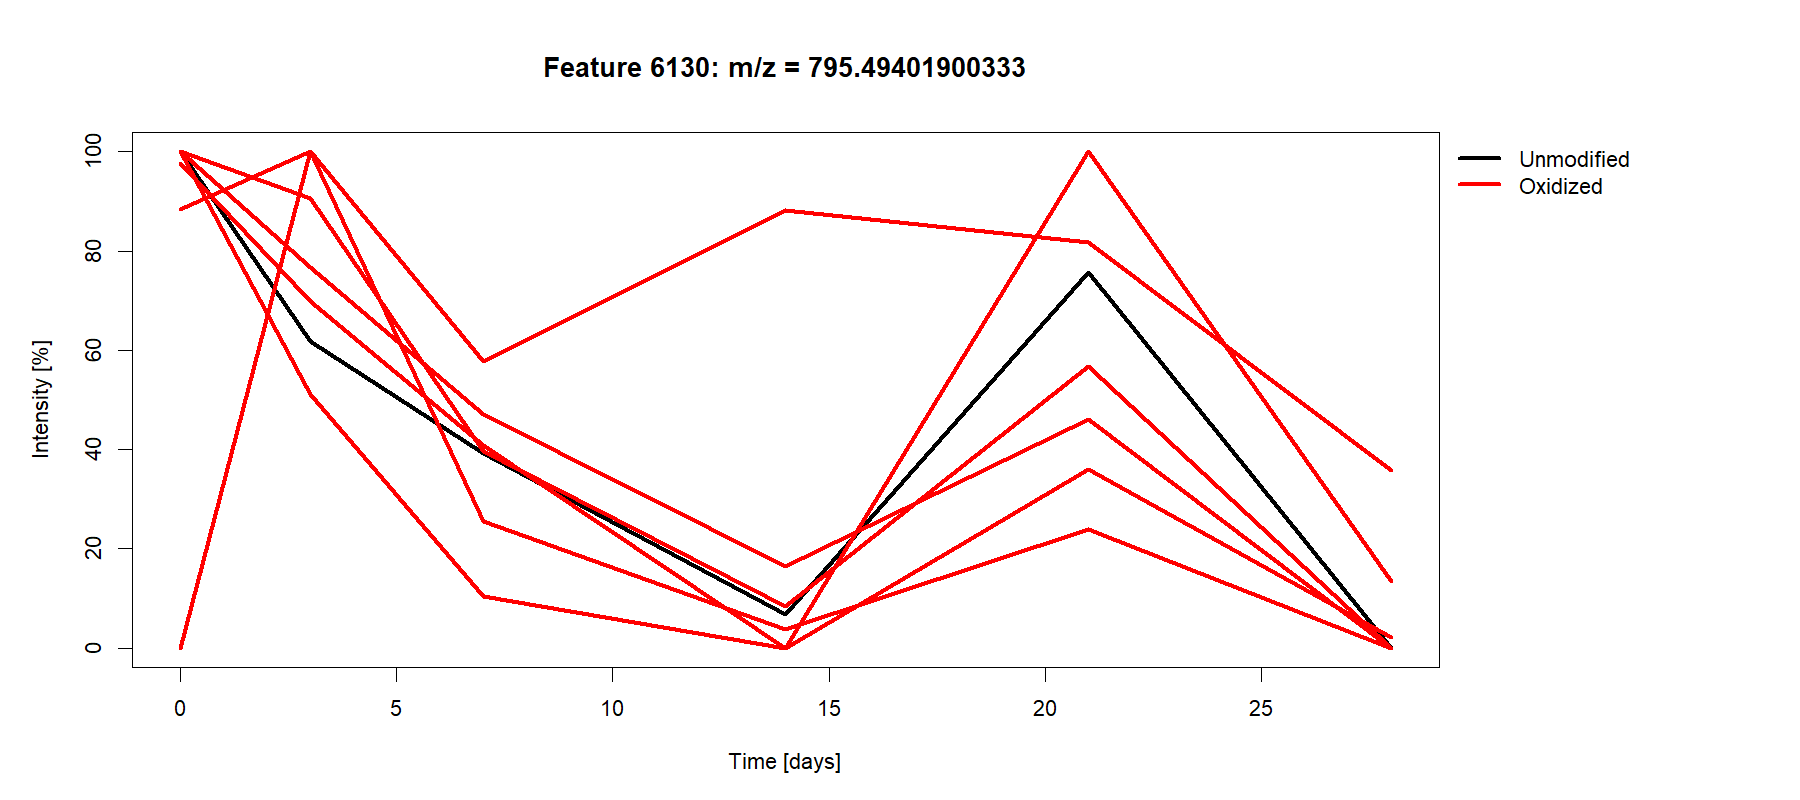 Feature 6130: m/z = 795.49401900333
Unmodified
Oxidized
Intensity [%]
100
80
60
40
20
0
0 5 10 15 20 25
Time [days]